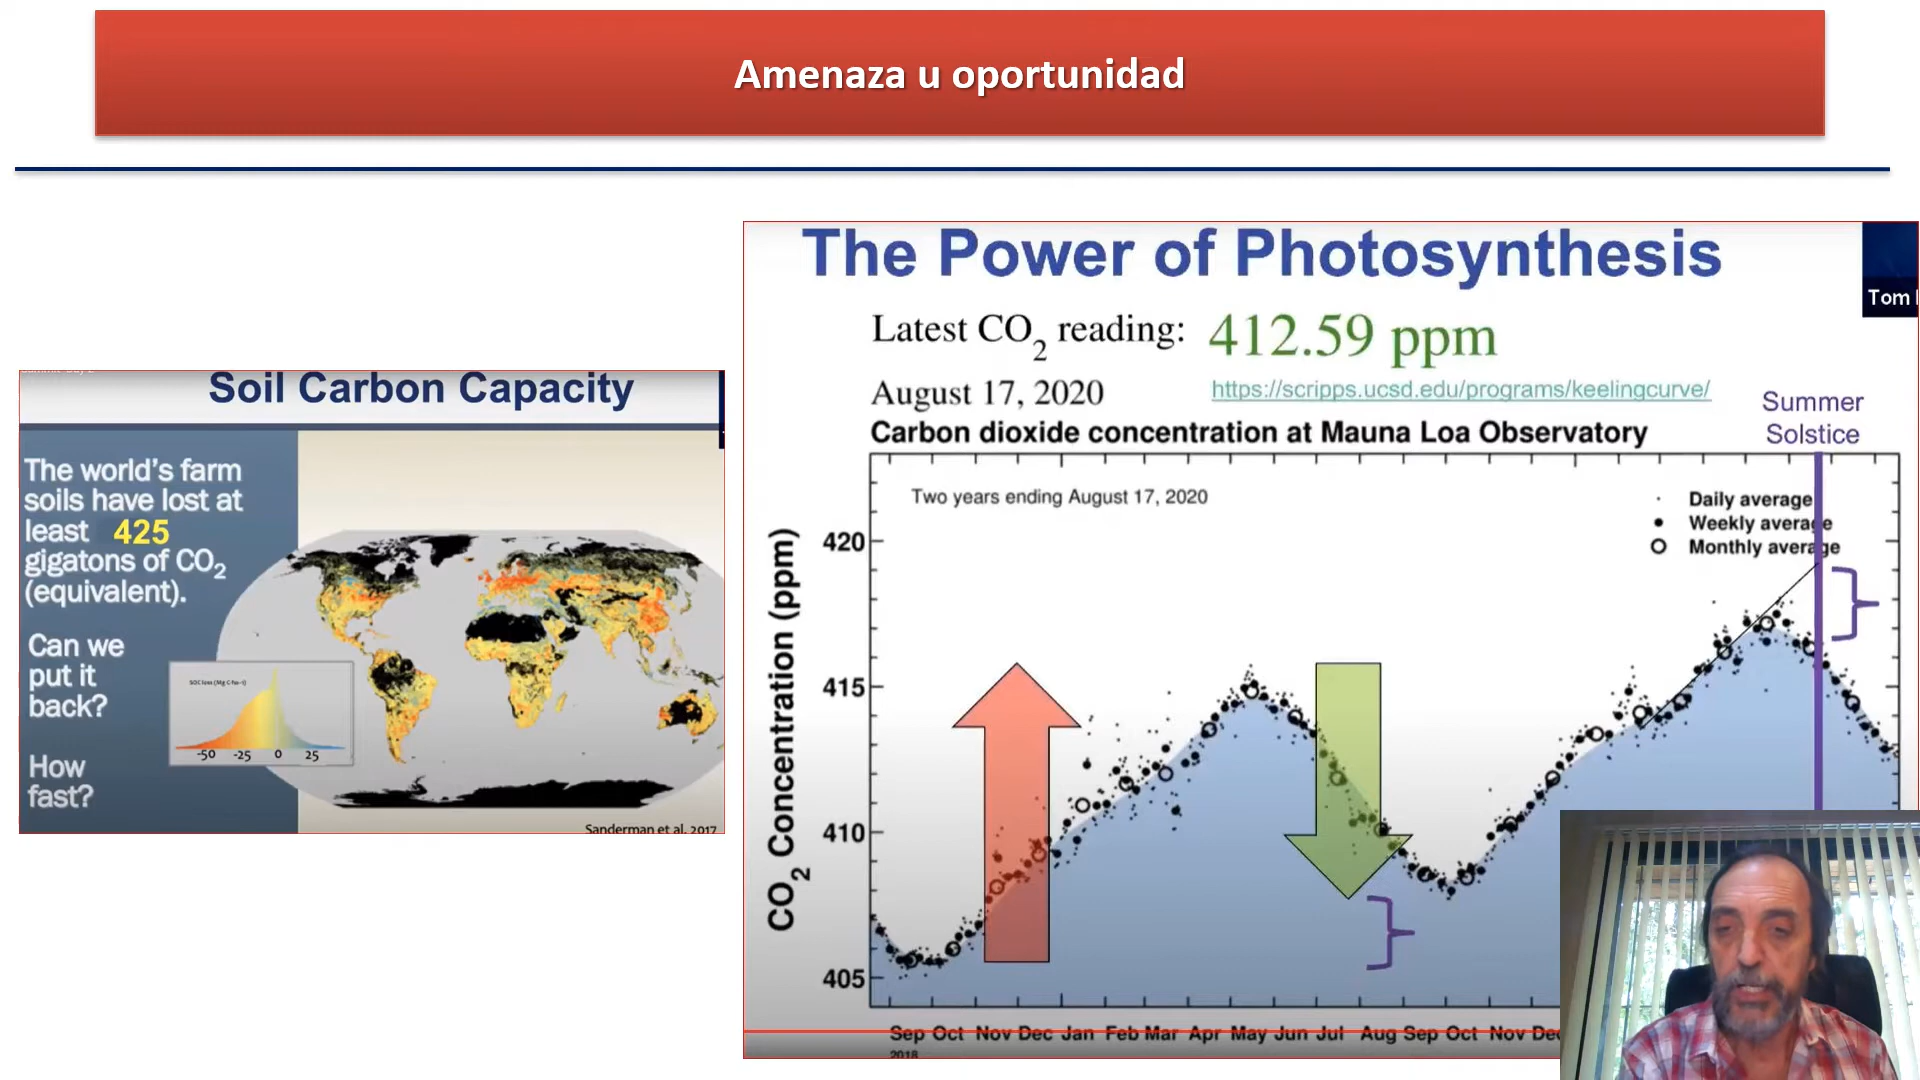 Amenaza u oportunidad
Soil Carbon Capacity
The world's farm
soils have lost at
least 425
gigatons of CO2
(equivalent).
Can we
put it
back?
How
fast?
SOC loss (Mg C ha-1)
-50 -25 0 25
Sanderman et al. 2017
The Power of Photosynthesis
Tom
Latest CO2 reading: 412.59 ppm
August 17, 2020 https://scripps.ucsd.edu/programs/keelingcurve/
Summer
Solstice
Carbon dioxide concentration at Mauna Loa Observatory
Two years ending August 17, 2020
Daily average
Weekly average
Monthly average
CO2 Concentration (ppm)
420
415
410
405
Sep Oct Nov Dec Jan Feb Mar Apr May Jun Jul Aug Sep Oct Nov Dec
2018